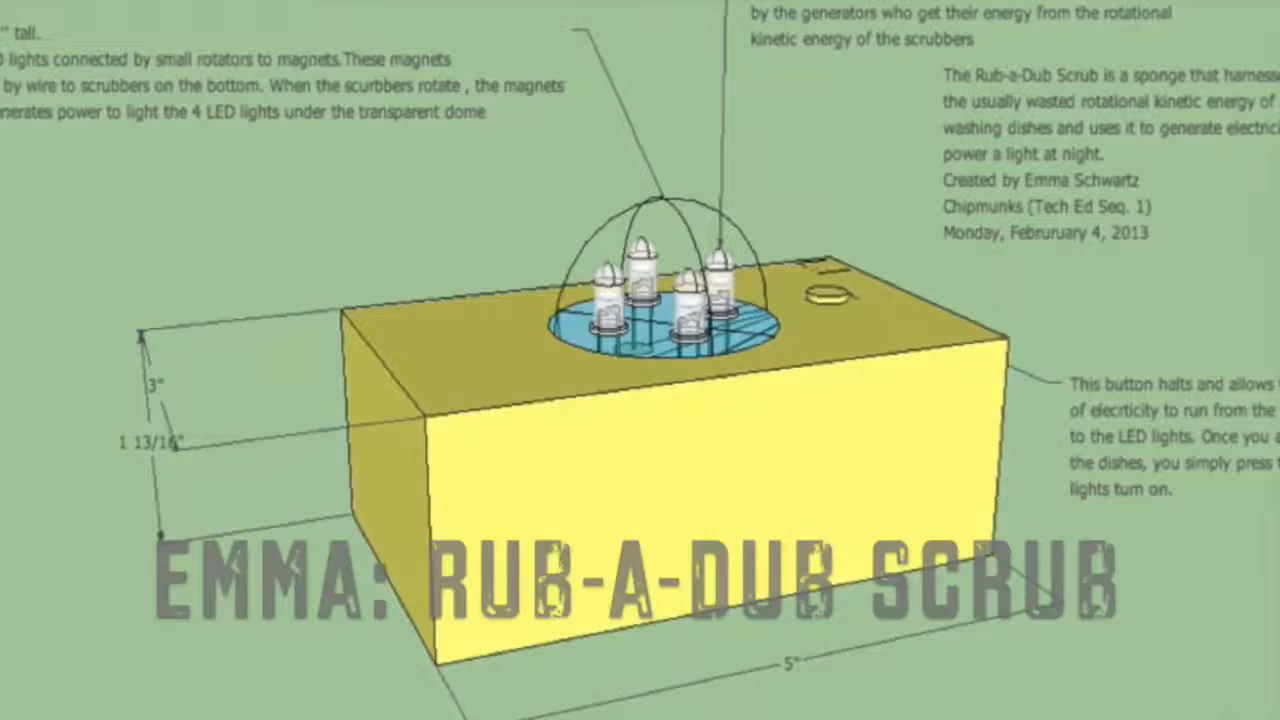 " tall.
lights connected by small rotators to magnets.These magnets
by wire to scrubbers on the bottom. When the scurbbers rotate , the magnets
power to light the 4 LED lights under the transparent dome
by the generators who get their energy from the rotational
kinetic energy of the scrubbers
The Rub-a-Dub Scrub is a sponge that
the usually wasted rotational kinetic energy of
washing dishes and uses it to generate
power a light at night.
Created by Emma Schwartz
Chipmunks (Tech Ed Seq. 1)
Monday, Februruary 4, 2013
3"
1 13/16"
This button halts and allows
of elecrticity to run from the
to the LED lights. Once you
the dishes, you simply press
lights turn on.
EMMA: RUB-A-DUB SCRUB
5"